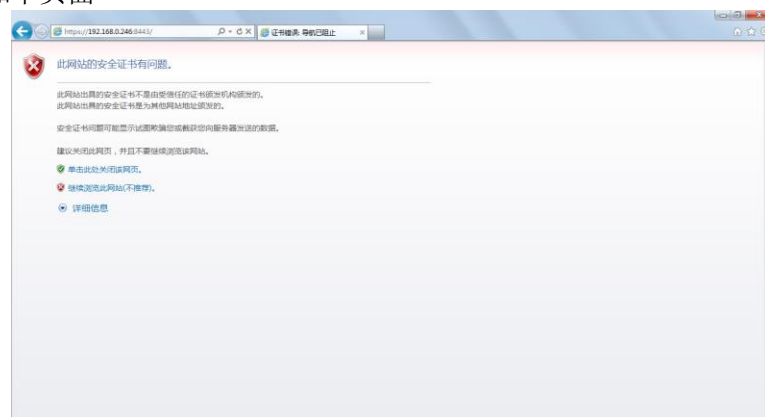 如下页面
https://192.168.0.246:8443/
证书错误: 导航已阻止
此网站的安全证书有问题。
此网站出具的安全证书不是由受信任的证书颁发机构颁发的。
此网站出具的安全证书是为其他网站地址颁发的。
安全证书问题可能显示试图欺骗您或截获您向服务器发送的数据。
建议关闭此网页，并且不要继续浏览该网站。
单击此处关闭该网页。
继续浏览此网站(不推荐)。
详细信息